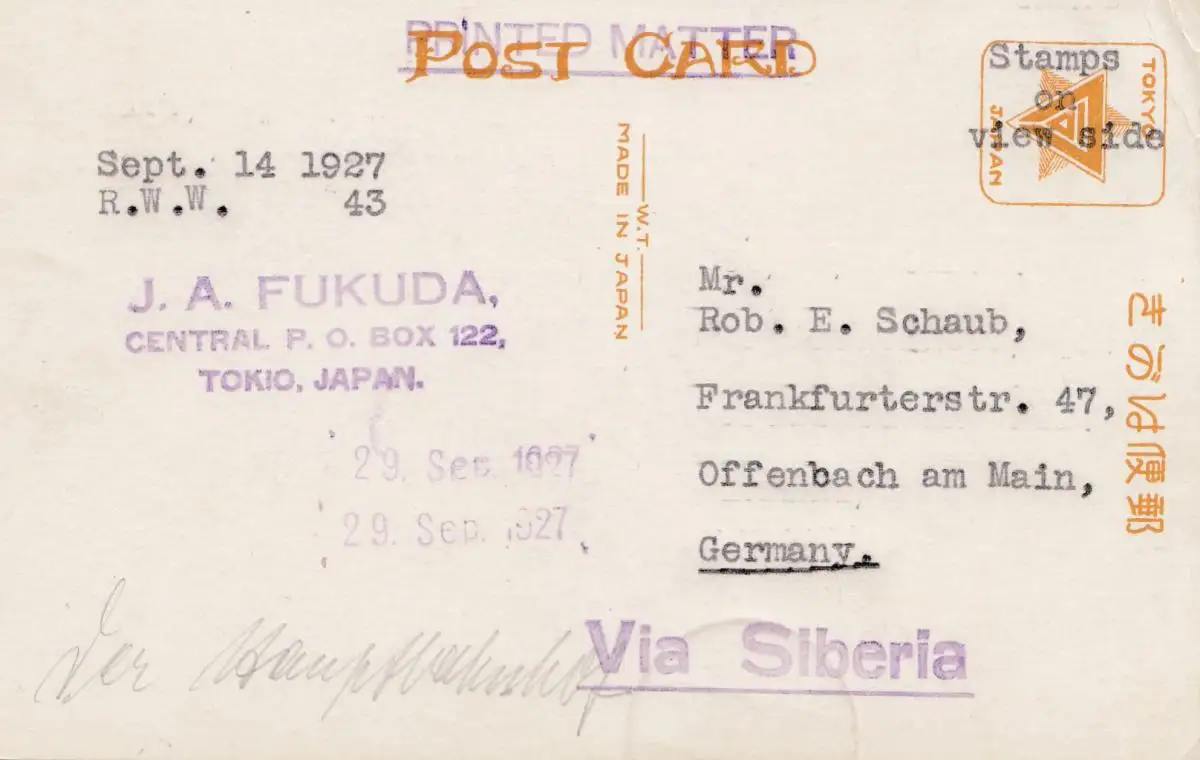 PRINTED MATTER
POST CARD
Stamps
on
view side
TOKYO
JAPAN
Sept. 14 1927
R.W.W. 43
J. A. FUKUDA,
CENTRAL P. O. BOX 122,
TOKIO, JAPAN.
29. Sep. 1927
29. Sep. 1927
W.T.
MADE IN JAPAN
Mr.
Rob. E. Schaub,
Frankfurterstr. 47,
Offenbach am Main,
Germany.
きがは便郵
Via Siberia
Der Hauptbahnhof